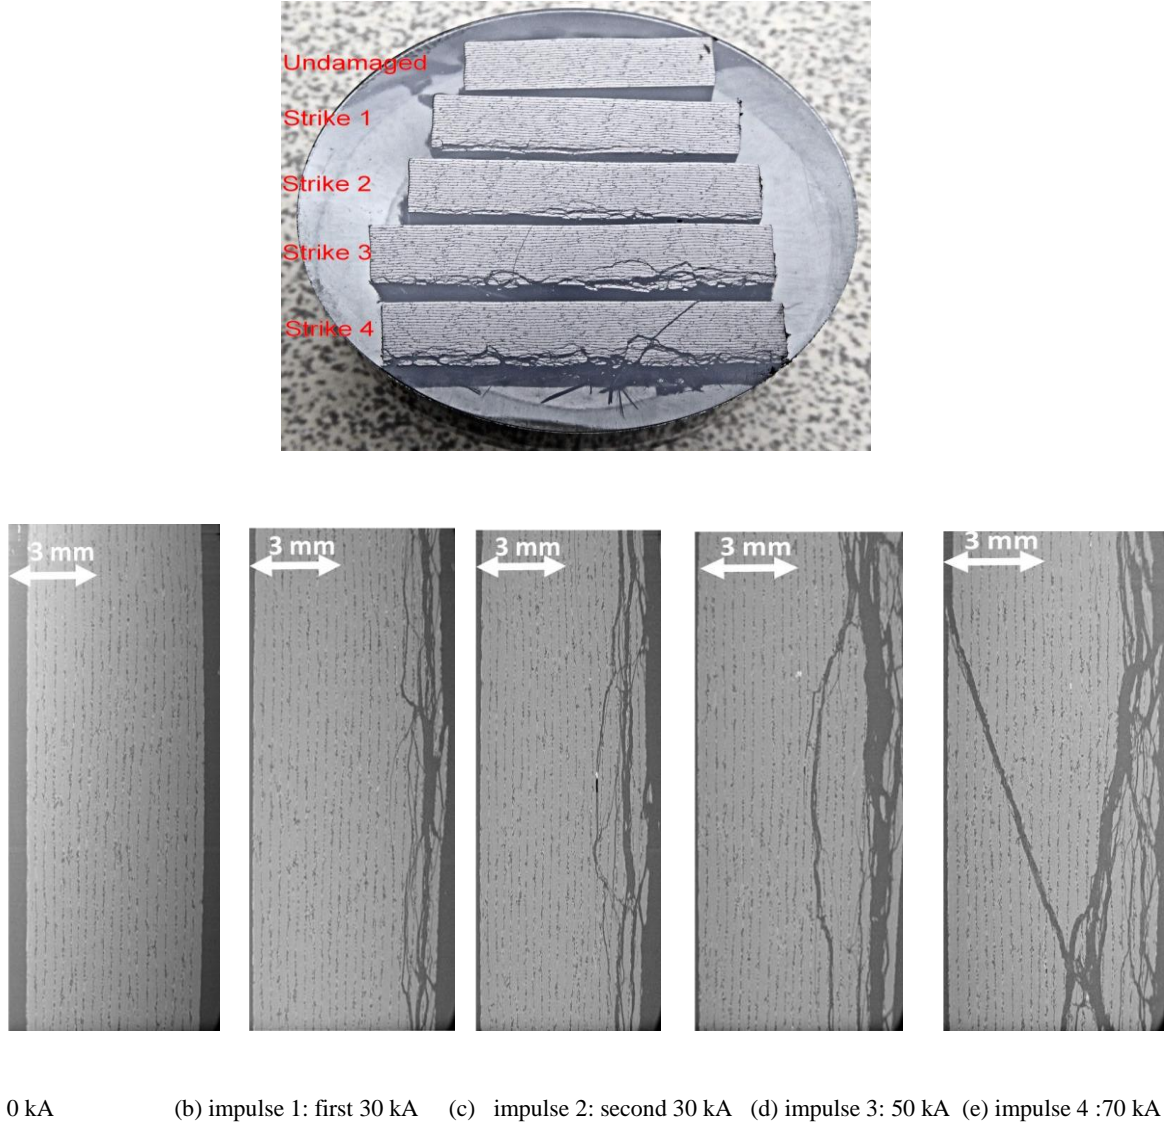 Undamaged
Strike 1
Strike 2
Strike 3
Strike 4
3 mm
3 mm
3 mm
3 mm
3 mm
0 kA (b) impulse 1: first 30 kA (c) impulse 2: second 30 kA (d) impulse 3: 50 kA (e) impulse 4 :70 kA